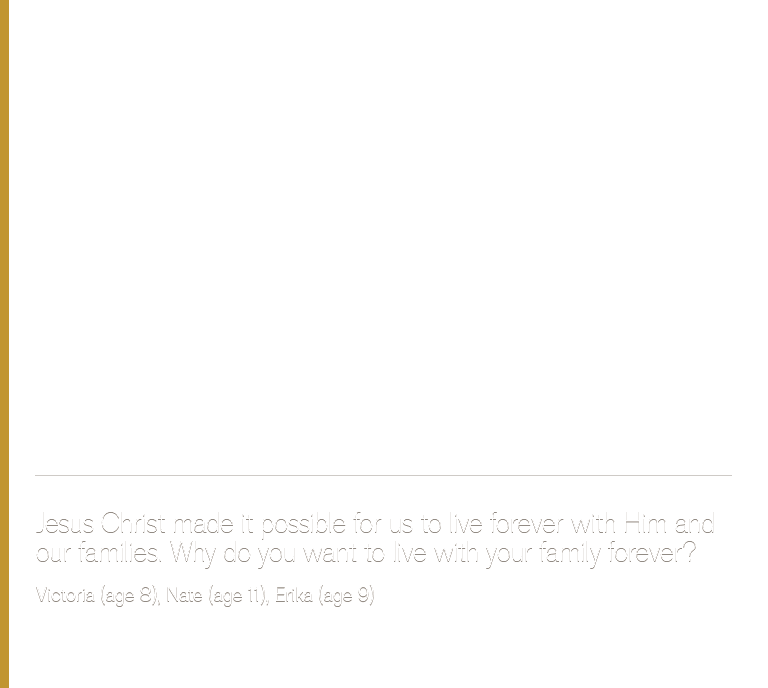 Jesus Christ made it possible for us to live forever with Him and
our families. Why do you want to live with your family forever?
Victoria (age 8), Nate (age 11), Erika (age 9)